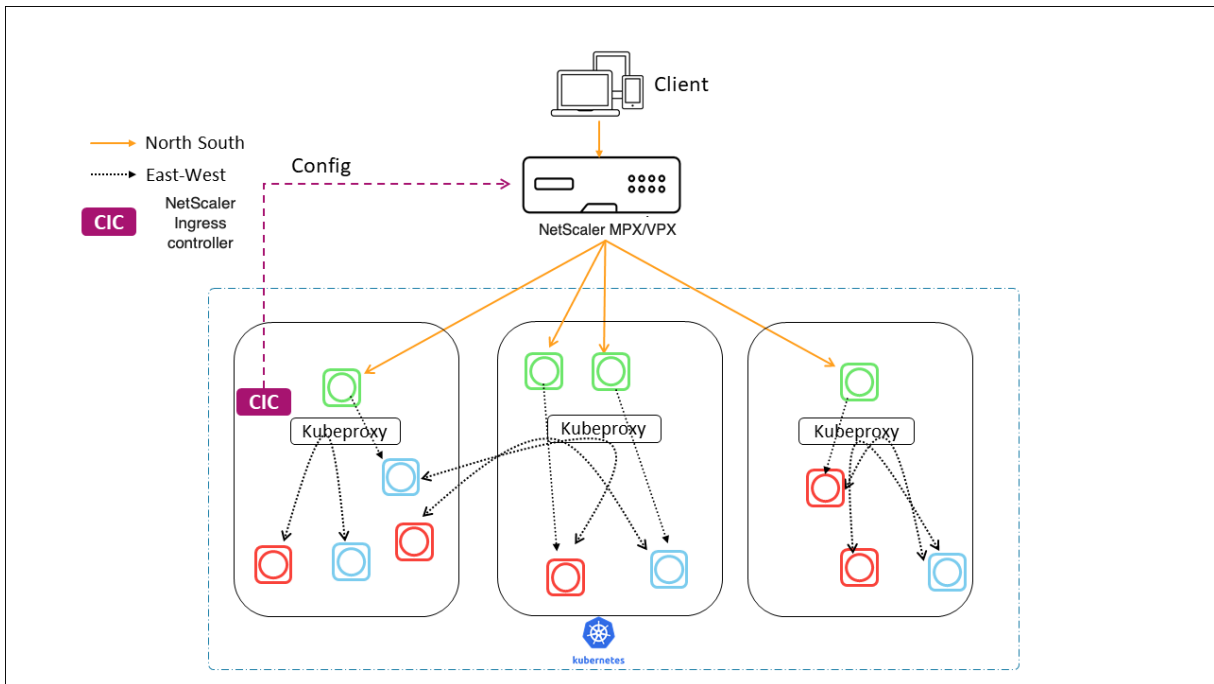 Client
North South
East-West
CIC
NetScaler
Ingress
controller
Config
NetScaler MPX/VPX
CIC
Kubeproxy
Kubeproxy
Kubeproxy
kubernetes